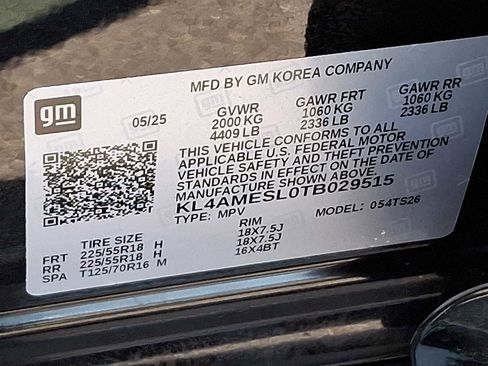 MFD BY GM KOREA COMPANY
gm
05/25
GVWR GAWR FRT GAWR RR
2000 KG 1060 KG 1060 KG
4409 LB 2336 LB 2336 LB
THIS VEHICLE CONFORMS TO ALL
APPLICABLE U.S. FEDERAL MOTOR
VEHICLE SAFETY AND THEFT PREVENTION
STANDARDS IN EFFECT ON THE DATE OF
MANUFACTURE SHOWN ABOVE.
KL4AMESL0TB029515
TYPE: MPV MODEL: 054TS26
TIRE SIZE RIM
FRT 225/55R18 H 18X7.5J
RR 225/55R18 H 18X7.5J
SPA T125/70R16 M 16X4BT